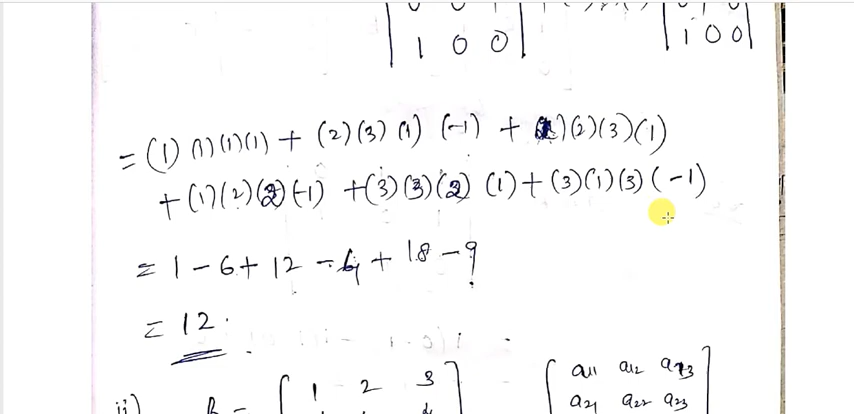 1 0 0 | 1 0 0
= (1) (1) (1) (1) + (2) (3) (1) (-1) + (2) (2) (3) (1)
+ (1) (2) (2) (-1) + (3) (3) (2) (1) + (3) (1) (3) (-1)
= 1 - 6 + 12 - 4 + 18 - 9
= 12.
ii) [ 1 2 3 ] [ a11 a12 a13 ]
a21 a22 a23